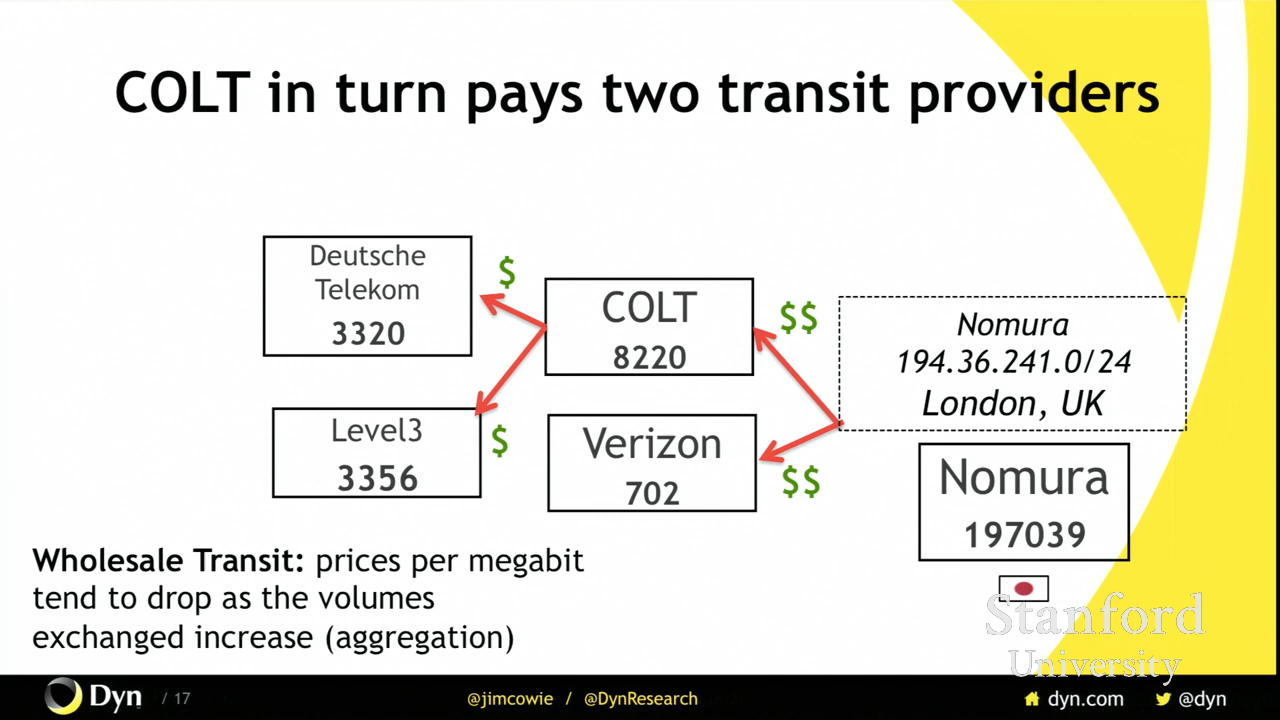 COLT in turn pays two transit providers
Deutsche
Telekom
3320
$
COLT
8220
$$
Nomura
194.36.241.0/24
London, UK
Level3
3356
$
Verizon
702
$$
Nomura
197039
Wholesale Transit: prices per megabit
tend to drop as the volumes
exchanged increase (aggregation)
Stanford
University
Dyn
/ 17
@jimcowie / @DynResearch
dyn.com
@dyn